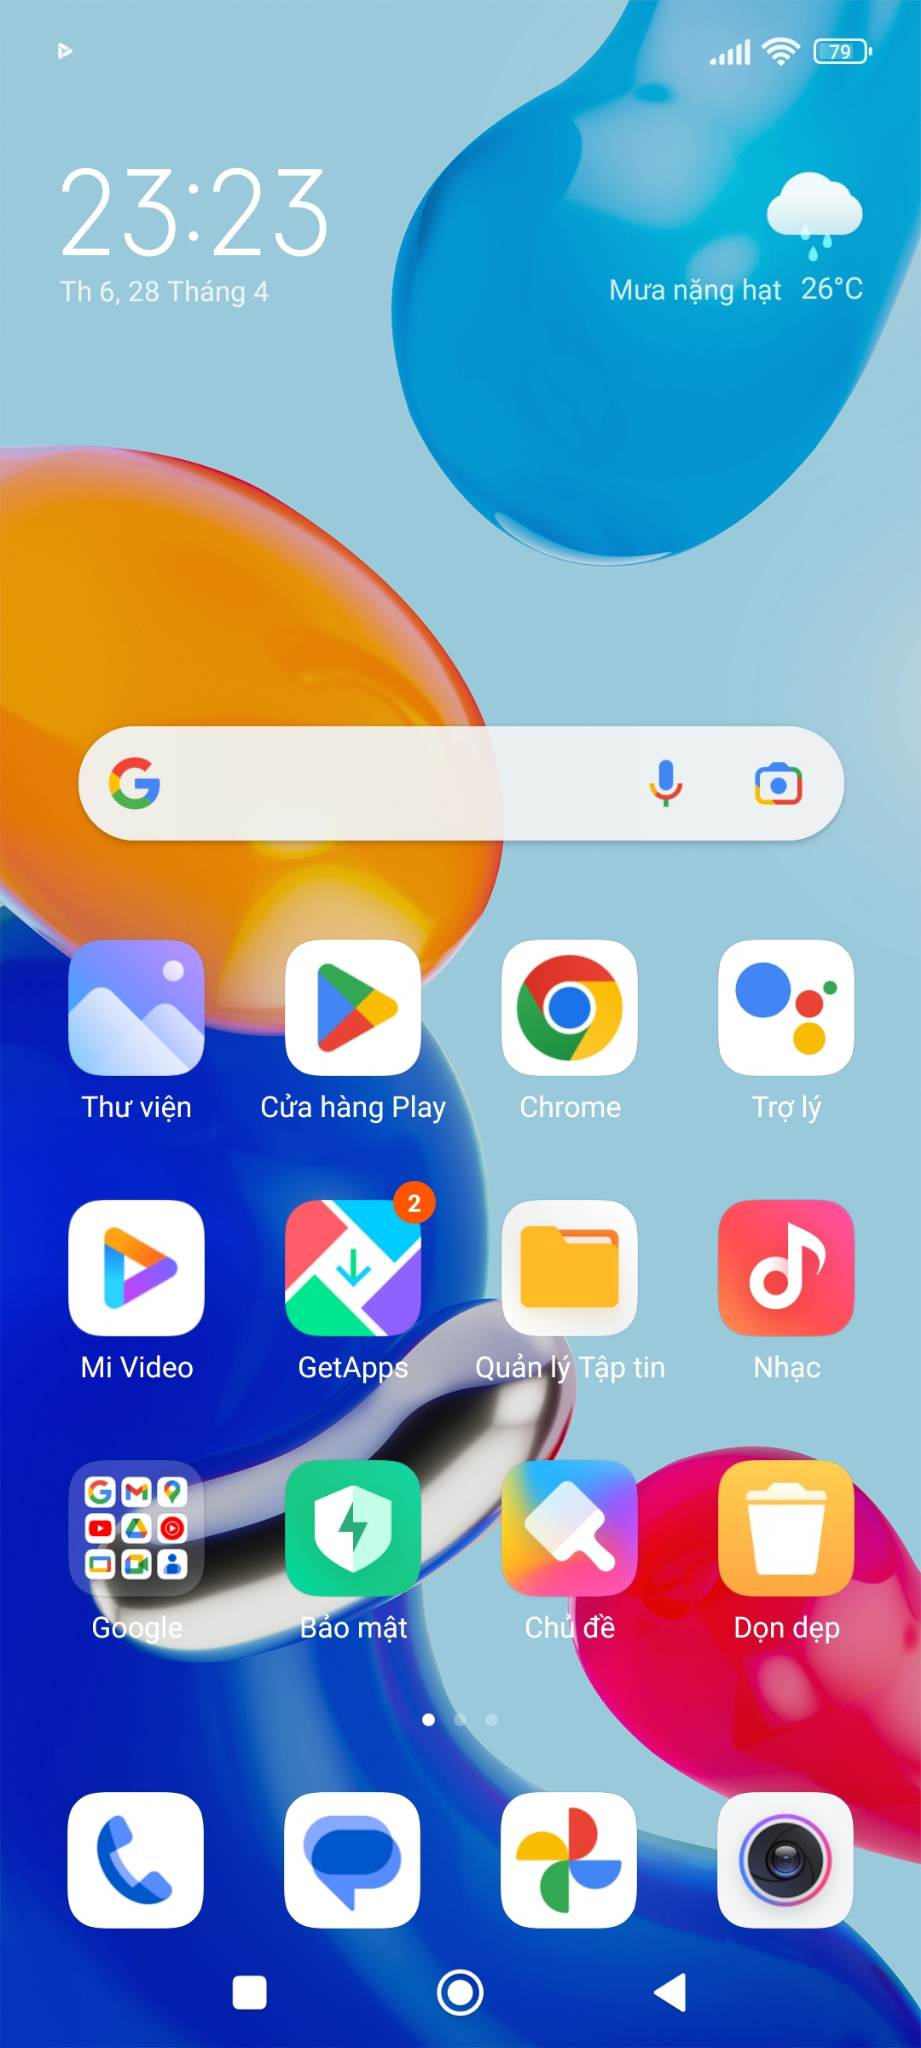 79
23:23
Th 6, 28 Tháng 4
Mưa nặng hạt 26°C
Thư viện
Cửa hàng Play
Chrome
Trợ lý
2
Mi Video
GetApps
Quản lý Tập tin
Nhạc
Google
Bảo mật
Chủ đề
Dọn dẹp